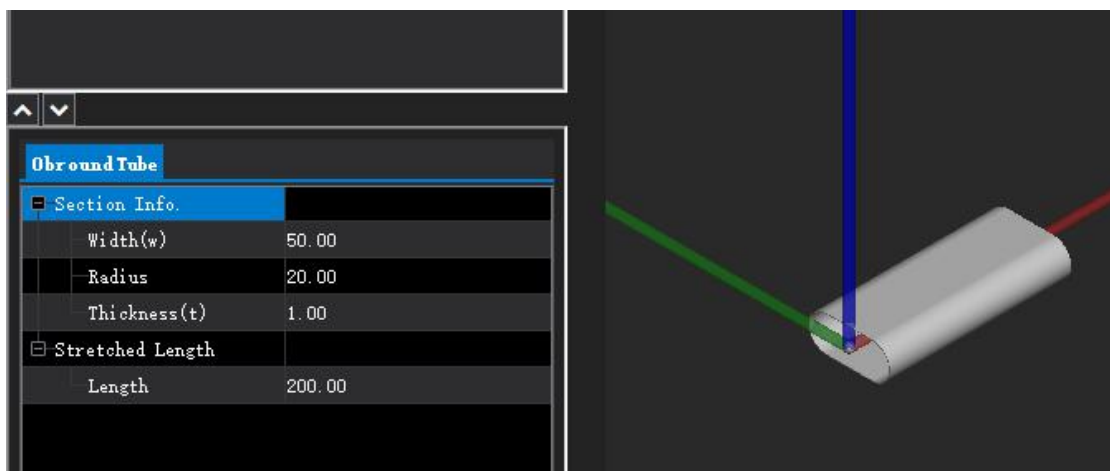 Obround Tube
Section Info.
Width(w) 50.00
Radius 20.00
Thickness(t) 1.00
Stretched Length
Length 200.00